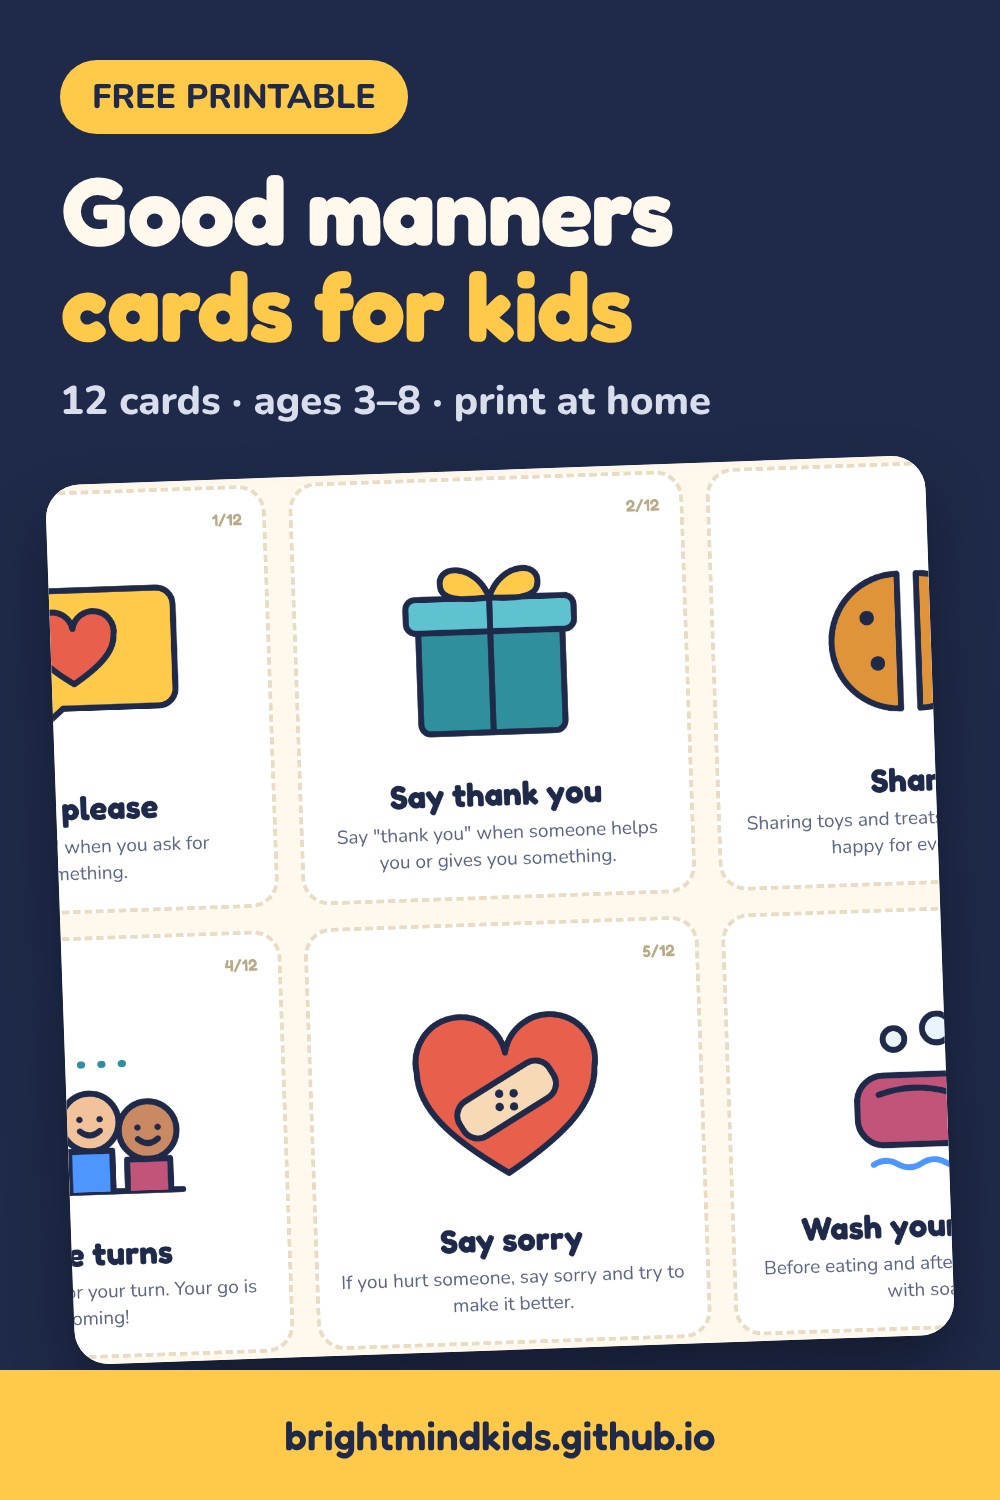 FREE PRINTABLE
Good manners
cards for kids
12 cards · ages 3–8 · print at home
1/12
please
when you ask for
mething.
2/12
Say thank you
Say "thank you" when someone helps
you or gives you something.
Shar
Sharing toys and treats
happy for ev
4/12
e turns
or your turn. Your go is
oming!
5/12
Say sorry
If you hurt someone, say sorry and try to
make it better.
Wash your
Before eating and afte
with soa
brightmindkids.github.io